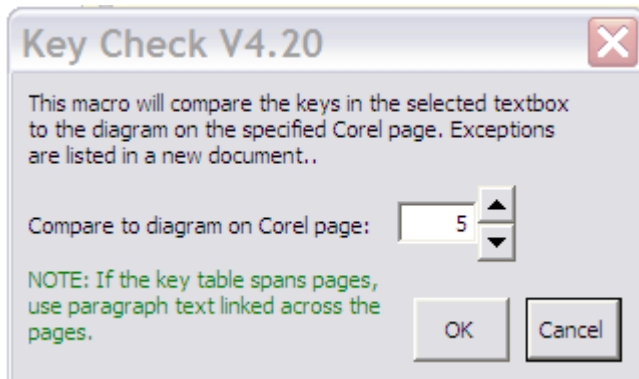 Key Check V4.20
This macro will compare the keys in the selected textbox
to the diagram on the specified Corel page. Exceptions
are listed in a new document..
Compare to diagram on Corel page: 5
NOTE: If the key table spans pages,
use paragraph text linked across the
pages.
OK Cancel